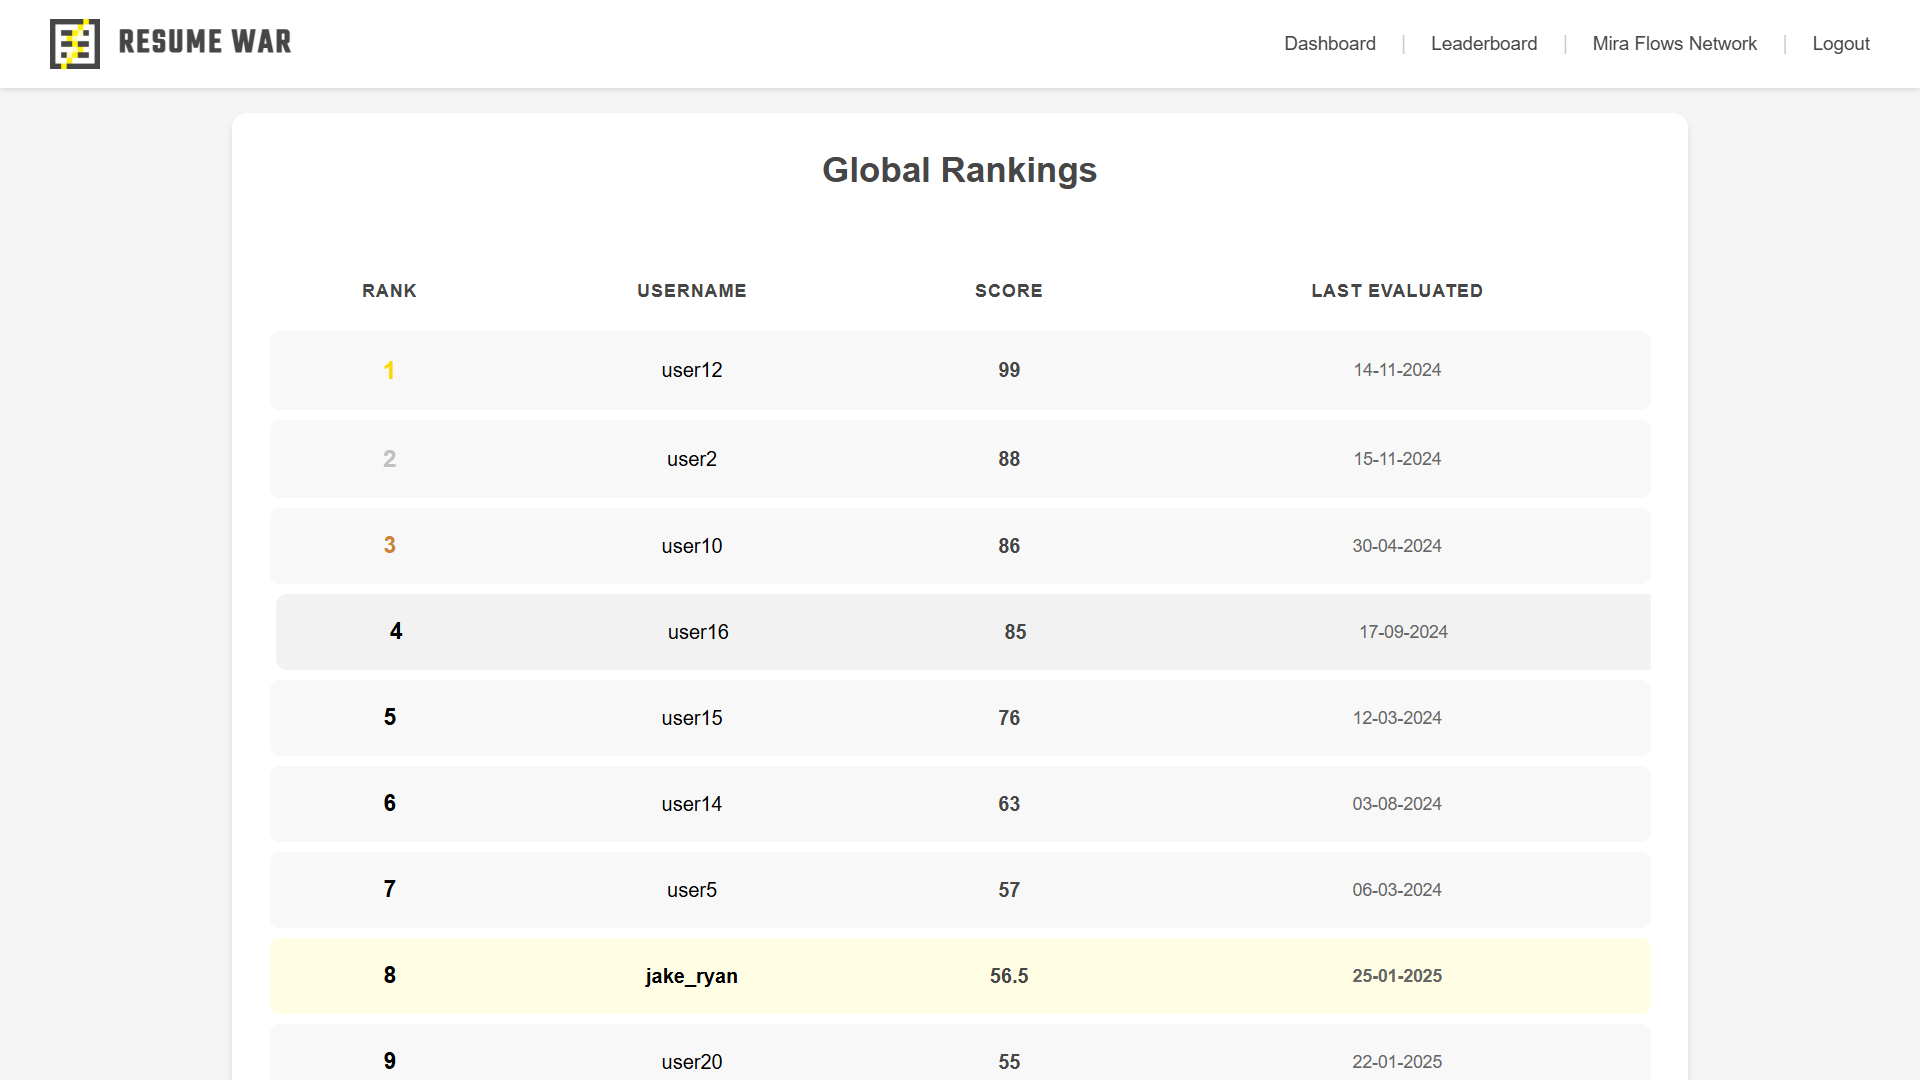 RESUME WAR
Dashboard | Leaderboard | Mira Flows Network | Logout
Global Rankings
RANK USERNAME SCORE LAST EVALUATED
1 user12 99 14-11-2024
2 user2 88 15-11-2024
3 user10 86 30-04-2024
4 user16 85 17-09-2024
5 user15 76 12-03-2024
6 user14 63 03-08-2024
7 user5 57 06-03-2024
8 jake_ryan 56.5 25-01-2025
9 user20 55 22-01-2025